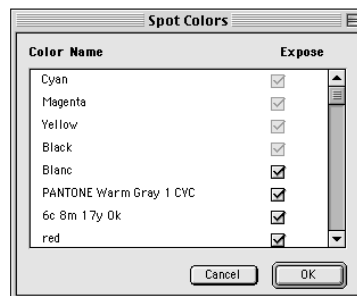 Spot Colors
Color Name Expose
Cyan
Magenta
Yellow
Black
Blanc
PANTONE Warm Gray 1 CVC
6c 8m 17y 0k
red
Cancel OK